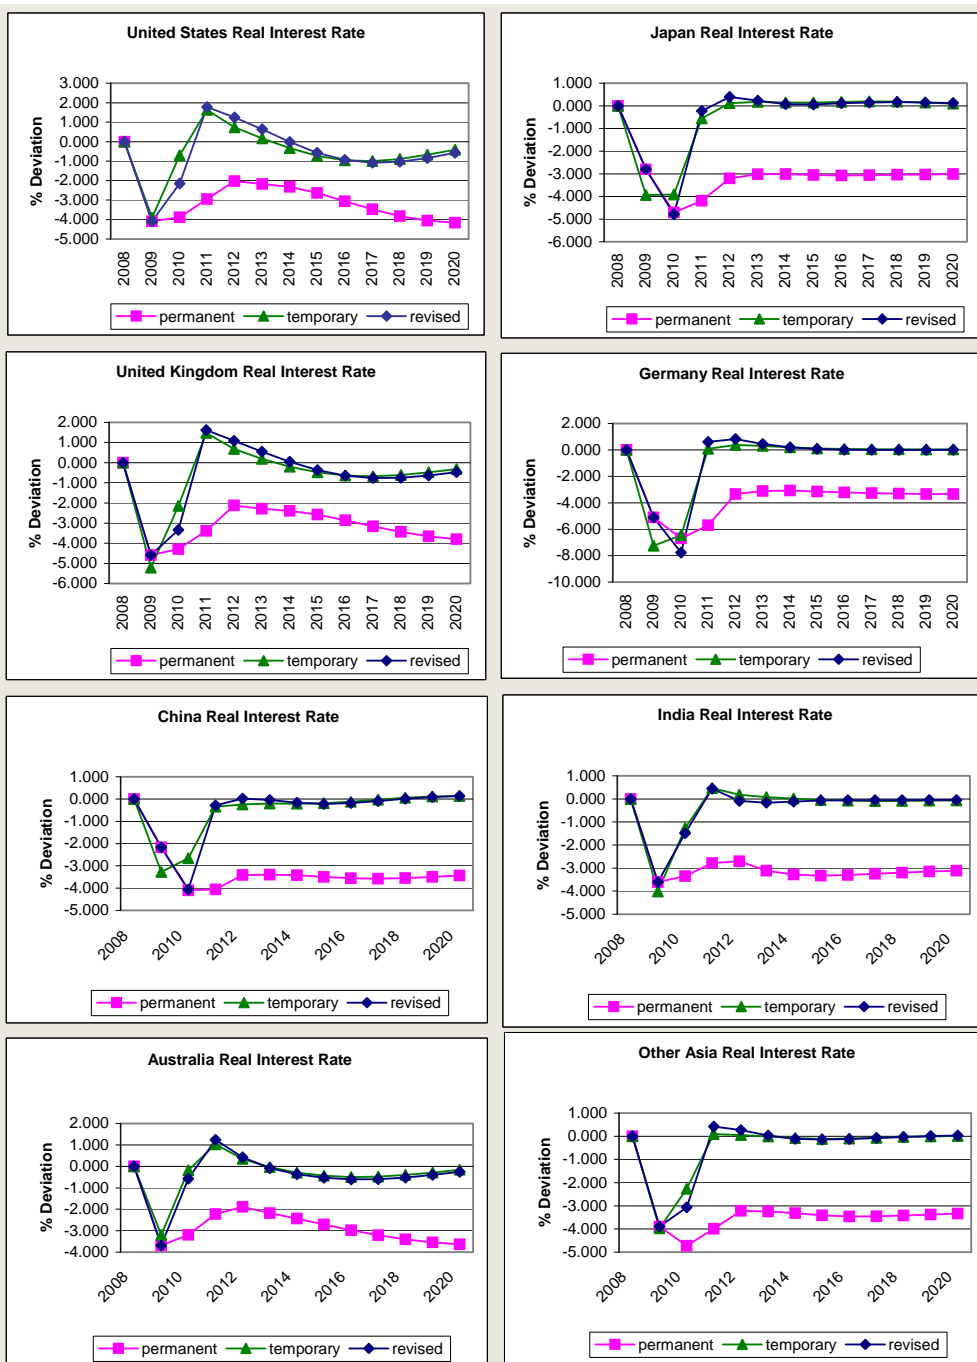 United States Real Interest Rate
% Deviation
3.000
2.000
1.000
0.000
-1.000
-2.000
-3.000
-4.000
-5.000
2008 2009 2010 2011 2012 2013 2014 2015 2016 2017 2018 2019 2020
permanent temporary revised
Japan Real Interest Rate
% Deviation
1.000
0.000
-1.000
-2.000
-3.000
-4.000
-5.000
-6.000
2008 2009 2010 2011 2012 2013 2014 2015 2016 2017 2018 2019 2020
permanent temporary revised
United Kingdom Real Interest Rate
% Deviation
2.000
1.000
0.000
-1.000
-2.000
-3.000
-4.000
-5.000
-6.000
2008 2009 2010 2011 2012 2013 2014 2015 2016 2017 2018 2019 2020
permanent temporary revised
Germany Real Interest Rate
% Deviation
2.000
0.000
-2.000
-4.000
-6.000
-8.000
-10.000
2008 2009 2010 2011 2012 2013 2014 2015 2016 2017 2018 2019 2020
permanent temporary revised
China Real Interest Rate
% Deviation
1.000
0.000
-1.000
-2.000
-3.000
-4.000
-5.000
2008 2010 2012 2014 2016 2018 2020
permanent temporary revised
India Real Interest Rate
% Deviation
1.000
0.000
-1.000
-2.000
-3.000
-4.000
-5.000
2008 2010 2012 2014 2016 2018 2020
permanent temporary revised
Australia Real Interest Rate
% Deviation
2.000
1.000
0.000
-1.000
-2.000
-3.000
-4.000
2008 2010 2012 2014 2016 2018 2020
permanent temporary revised
Other Asia Real Interest Rate
% Deviation
1.000
0.000
-1.000
-2.000
-3.000
-4.000
-5.000
2008 2010 2012 2014 2016 2018 2020
permanent temporary revised